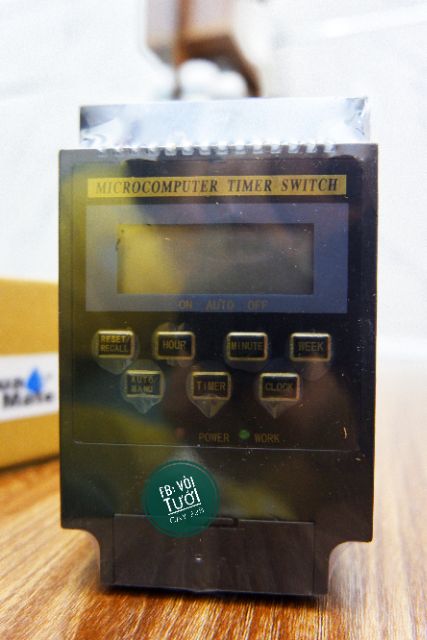 MICROCOMPUTER TIMER SWITCH
ON AUTO OFF
RESET
RECALL
HOUR
MINUTE
WEEK
AUTO
MANU
TIMER
CLOCK
POWER
WORK
FB: VÒI
TƯỚI
Mate